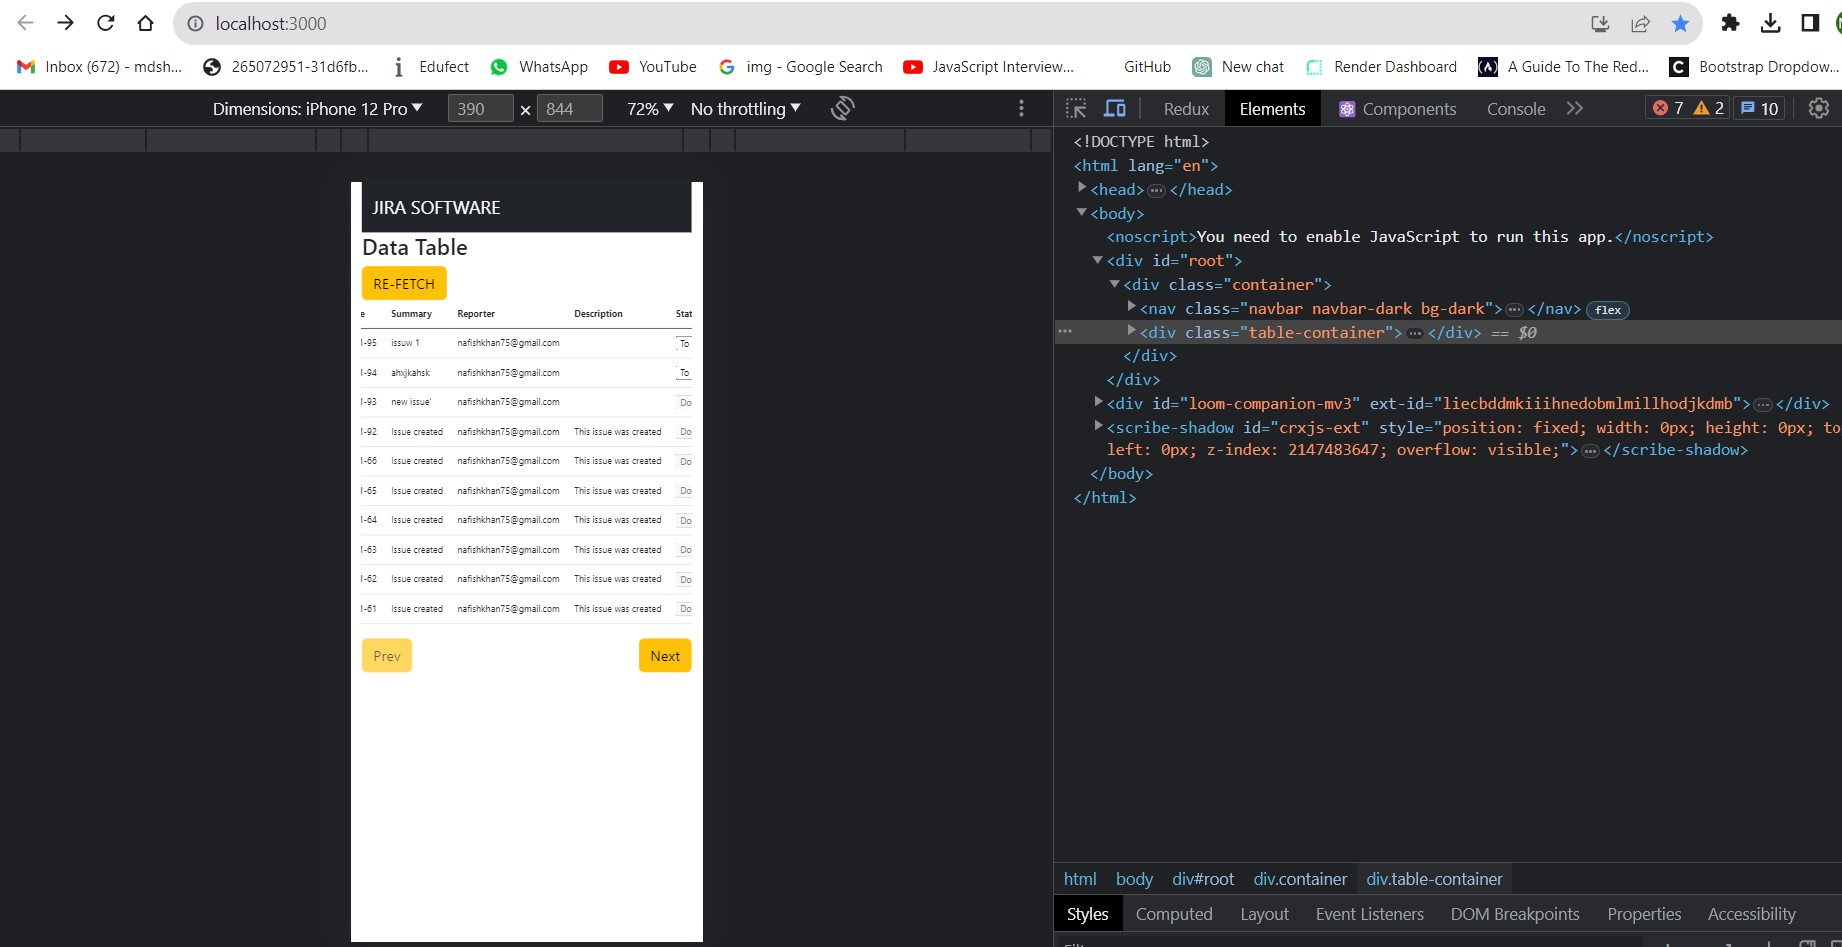 localhost:3000
Inbox (672) - mdsh... 265072951-31d6fb... Edufect WhatsApp YouTube img - Google Search JavaScript Interview... GitHub New chat Render Dashboard A Guide To The Red... Bootstrap Dropdow...
Dimensions: iPhone 12 Pro 390 × 844 72% No throttling
JIRA SOFTWARE
Data Table
RE-FETCH
e Summary Reporter Description Stat
I-95 issuw 1 nafishkhan75@gmail.com To
I-94 ahxjkahsk nafishkhan75@gmail.com To
I-93 new issue' nafishkhan75@gmail.com Do
I-92 Issue created nafishkhan75@gmail.com This issue was created Do
I-66 Issue created nafishkhan75@gmail.com This issue was created Do
I-65 Issue created nafishkhan75@gmail.com This issue was created Do
I-64 Issue created nafishkhan75@gmail.com This issue was created Do
I-63 Issue created nafishkhan75@gmail.com This issue was created Do
I-62 Issue created nafishkhan75@gmail.com This issue was created Do
I-61 Issue created nafishkhan75@gmail.com This issue was created Do
Prev Next
Redux Elements Components Console 7 2 10
<!DOCTYPE html>
<html lang="en">
<head>…</head>
<body>
<noscript>You need to enable JavaScript to run this app.</noscript>
<div id="root">
<div class="container">
<nav class="navbar navbar-dark bg-dark">…</nav> flex
<div class="table-container">…</div> == $0
</div>
</div>
<div id="loom-companion-mv3" ext-id="liecbddmkiiihnedobmlmillhodjkdmb">…</div>
<scribe-shadow id="crxjs-ext" style="position: fixed; width: 0px; height: 0px; to
left: 0px; z-index: 2147483647; overflow: visible;">…</scribe-shadow>
</body>
</html>
html body div#root div.container div.table-container
Styles Computed Layout Event Listeners DOM Breakpoints Properties Accessibility